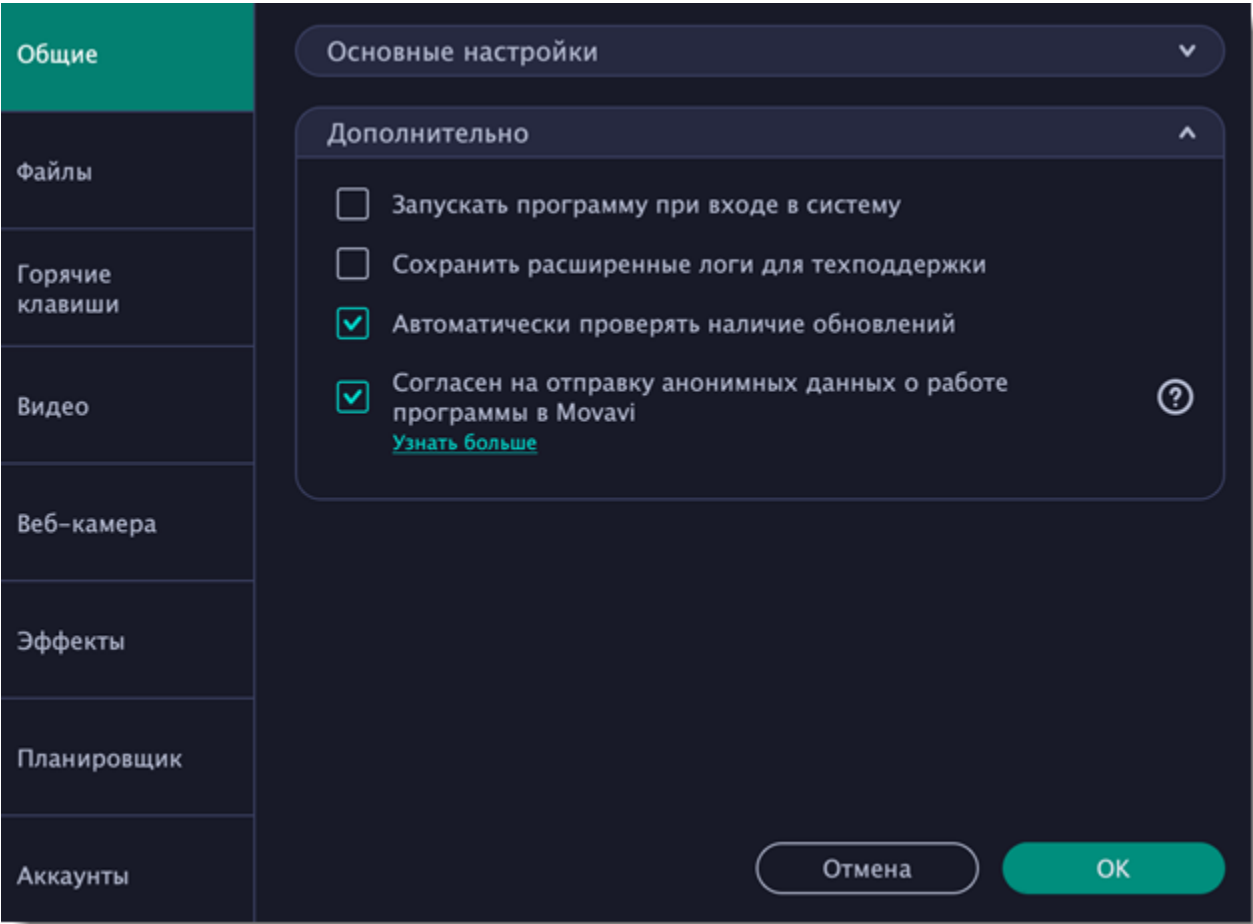 Общие
Файлы
Горячие
клавиши
Видео
Веб-камера
Эффекты
Планировщик
Аккаунты
Основные настройки
Дополнительно
Запускать программу при входе в систему
Сохранить расширенные логи для техподдержки
Автоматически проверять наличие обновлений
Согласен на отправку анонимных данных о работе
программы в Movavi
Узнать больше
?
Отмена
OK